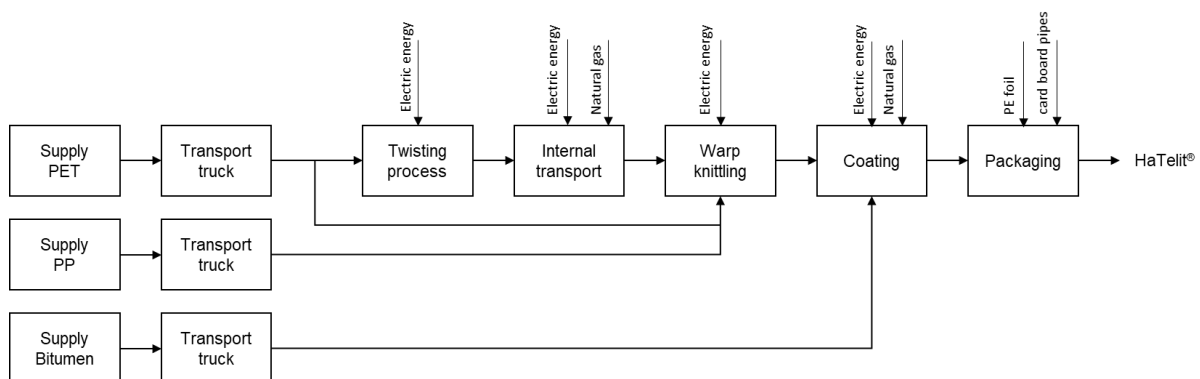 Electric energy
Electric energy
Natural gas
Electric energy
Electric energy
Natural gas
PE foil
card board pipes
Supply
PET
Transport
truck
Twisting
process
Internal
transport
Warp
knittling
Coating
Packaging
HaTelit®
Supply
PP
Transport
truck
Supply
Bitumen
Transport
truck